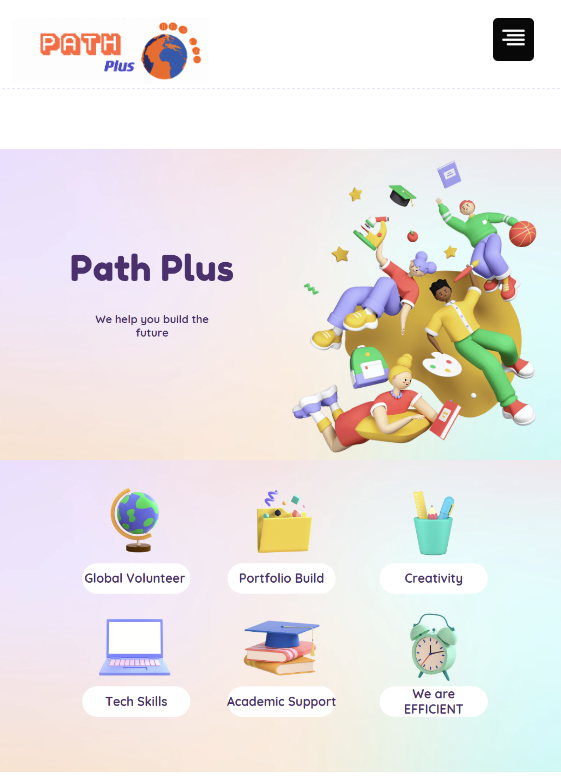 PATH
Plus
Path Plus
We help you build the
future
Global Volunteer
Portfolio Build
Creativity
Tech Skills
Academic Support
We are
EFFICIENT